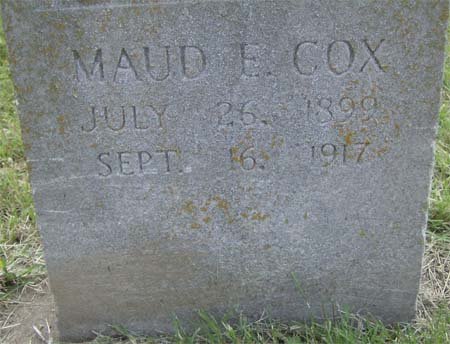 MAUD E. COX
JULY 26. 1899
SEPT. 16. 1917